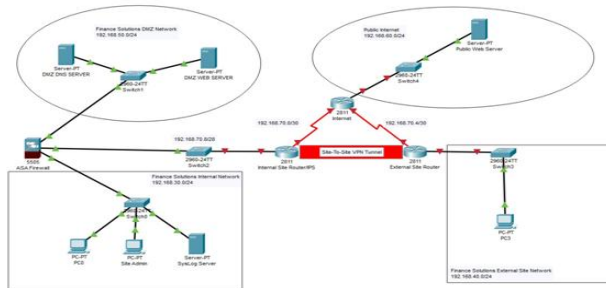 Finance Solutions DMZ Network
192.168.50.0/24
Server-PT
DMZ DNS SERVER
2960-24TT
Switch1
Server-PT
DMZ WEB SERVER
Public Internet
192.168.60.0/24
Server-PT
Public Web Server
2960-24TT
Switch4
2811
Internet
192.168.70.0/30
192.168.70.4/30
5505
ASA Firewall
192.168.70.8/28
2960-24TT
Switch2
2811
Internal Site Router/IPS
Site-To-Site VPN Tunnel
2811
External Site Router
2960-24TT
Switch3
PC-PT
PC3
Finance Solutions External Site Network
192.168.40.0/24
Finance Solutions Internal Network
192.168.30.0/24
2960-24TT
PC-PT
PC0
PC-PT
Site Admin
Server-PT
SysLog Server